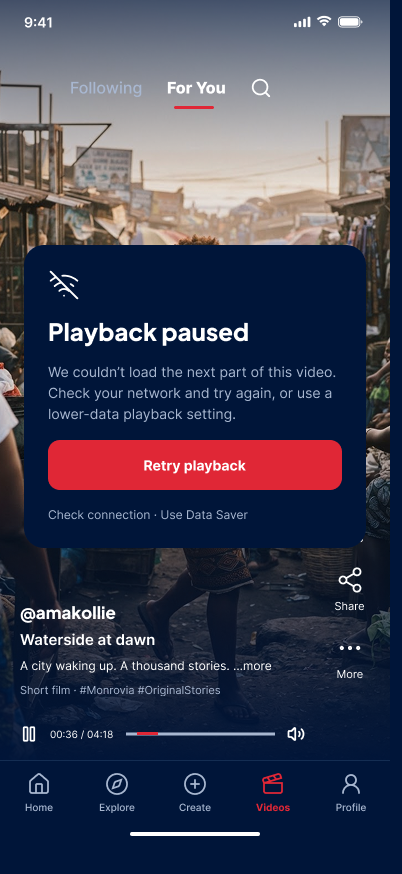 9:41
Following For You
Playback paused
We couldn’t load the next part of this video.
Check your network and try again, or use a
lower-data playback setting.
Retry playback
Check connection · Use Data Saver
Share
@amakollie
Waterside at dawn
A city waking up. A thousand stories. ...more
More
Short film · #Monrovia #OriginalStories
00:36 / 04:18
Home Explore Create Videos Profile